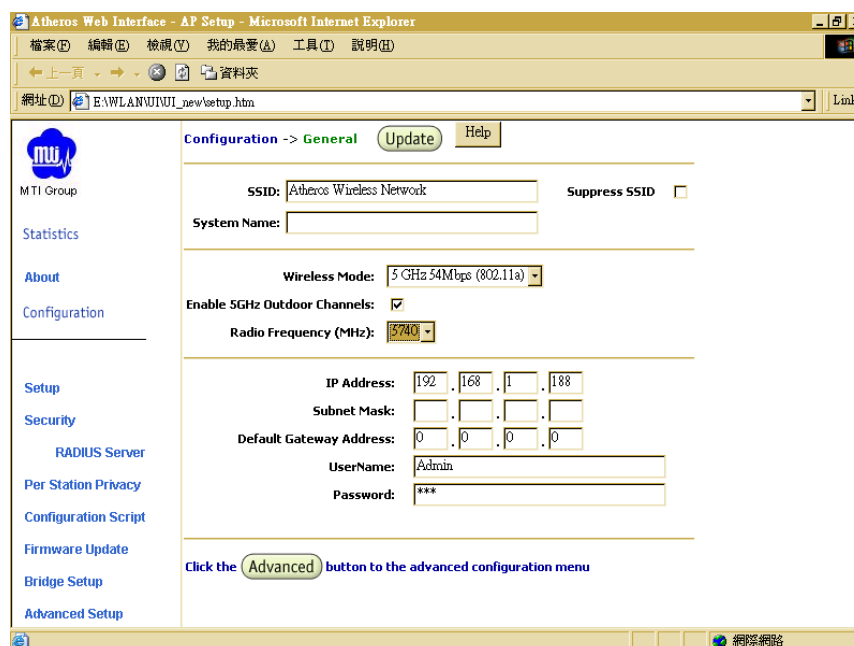 Atheros Web Interface - AP Setup - Microsoft Internet Explorer
檔案(F) 編輯(E) 檢視(V) 我的最愛(A) 工具(T) 說明(H)
上一頁 資料夾
網址(D) E:\WLAN\UI\UI_new\setup.htm Link
MTI Group
Statistics
About
Configuration
Setup
Security
RADIUS Server
Per Station Privacy
Configuration Script
Firmware Update
Bridge Setup
Advanced Setup
Configuration -> General Update Help
SSID: Atheros Wireless Network Suppress SSID
System Name:
Wireless Mode: 5 GHz 54Mbps (802.11a)
Enable 5GHz Outdoor Channels:
Radio Frequency (MHz): 5740
IP Address: 192 . 168 . 1 . 188
Subnet Mask: . . .
Default Gateway Address: 0 . 0 . 0 . 0
UserName: Admin
Password: ***
Click the Advanced button to the advanced configuration menu
網際網路